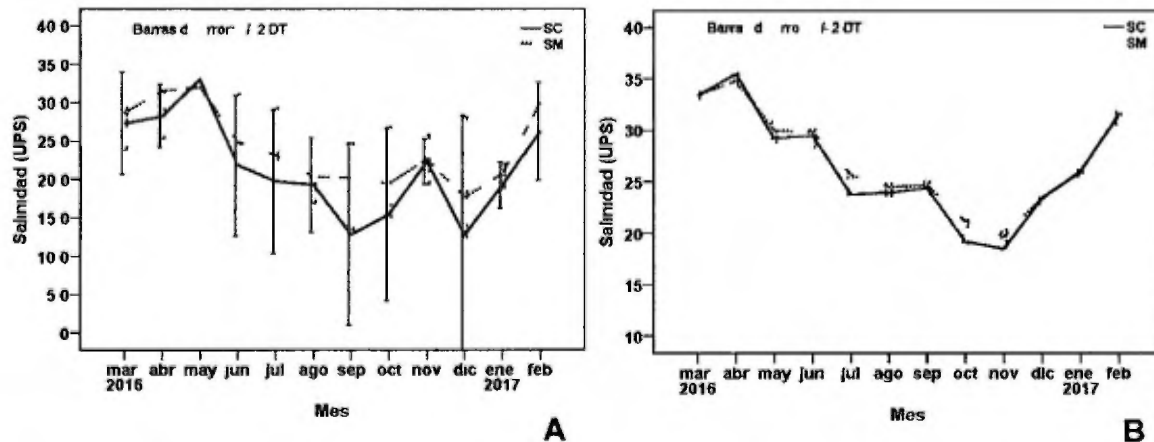 SC
SM
40
35 0
30 0
25 0
20 0
15 0
10 0
5 0
0
Salinidad (UPS)
mar abr may jun jul ago sep oct nov dic ene feb
2016 2017
Mes
A
SC
SM
40
35
30
25
20
15
10
Salinidad (UPS)
mar abr may jun jul ago sep oct nov dic ene feb
2016 2017
Mes
B